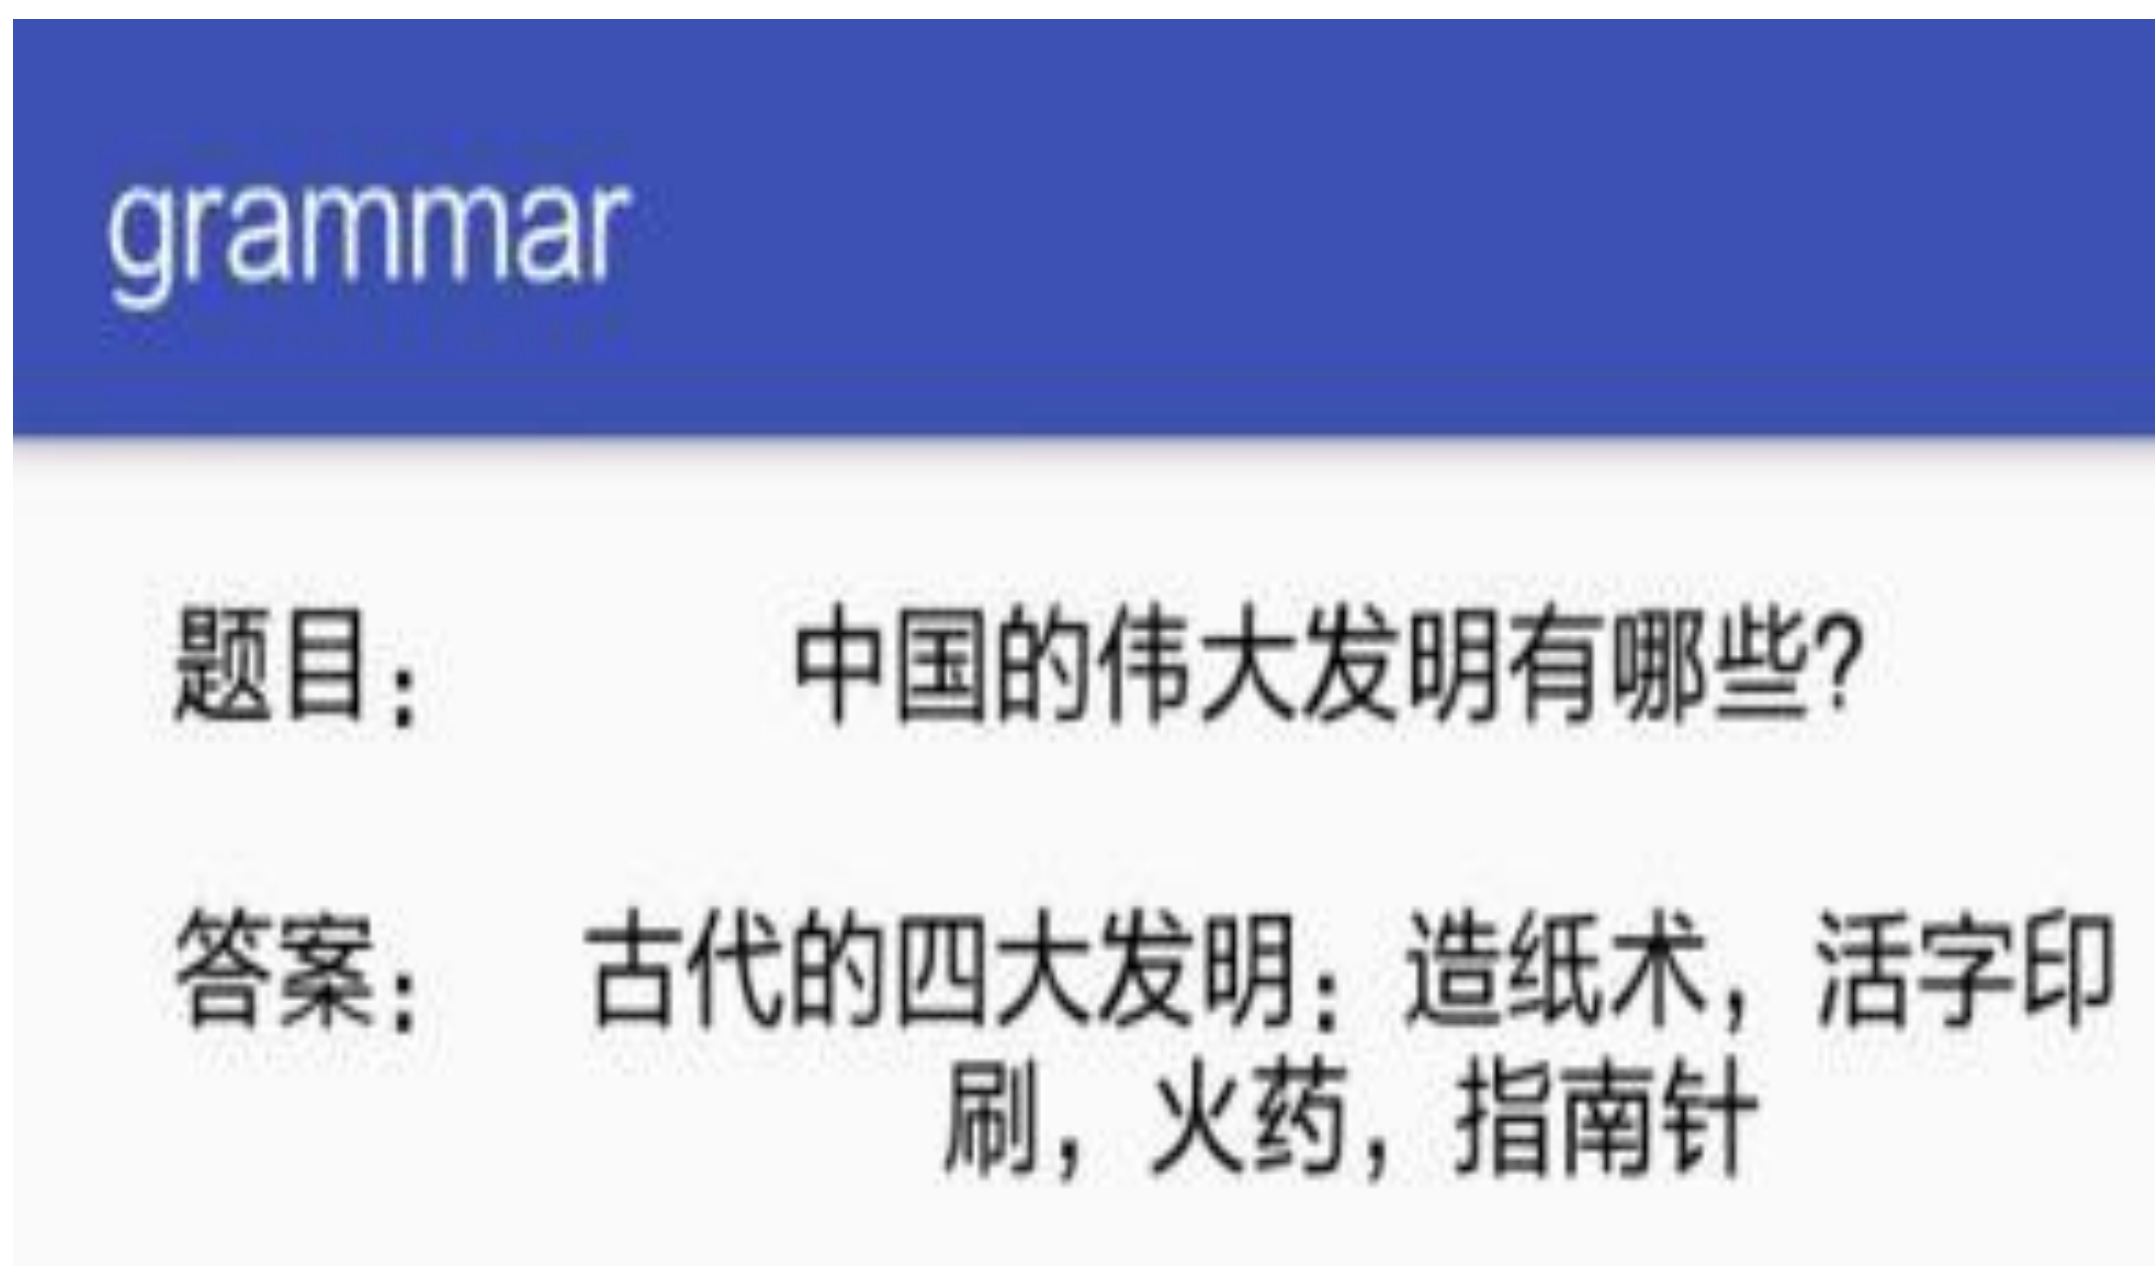 grammar
题目： 中国的伟大发明有哪些?
答案： 古代的四大发明：造纸术，活字印
刷，火药，指南针